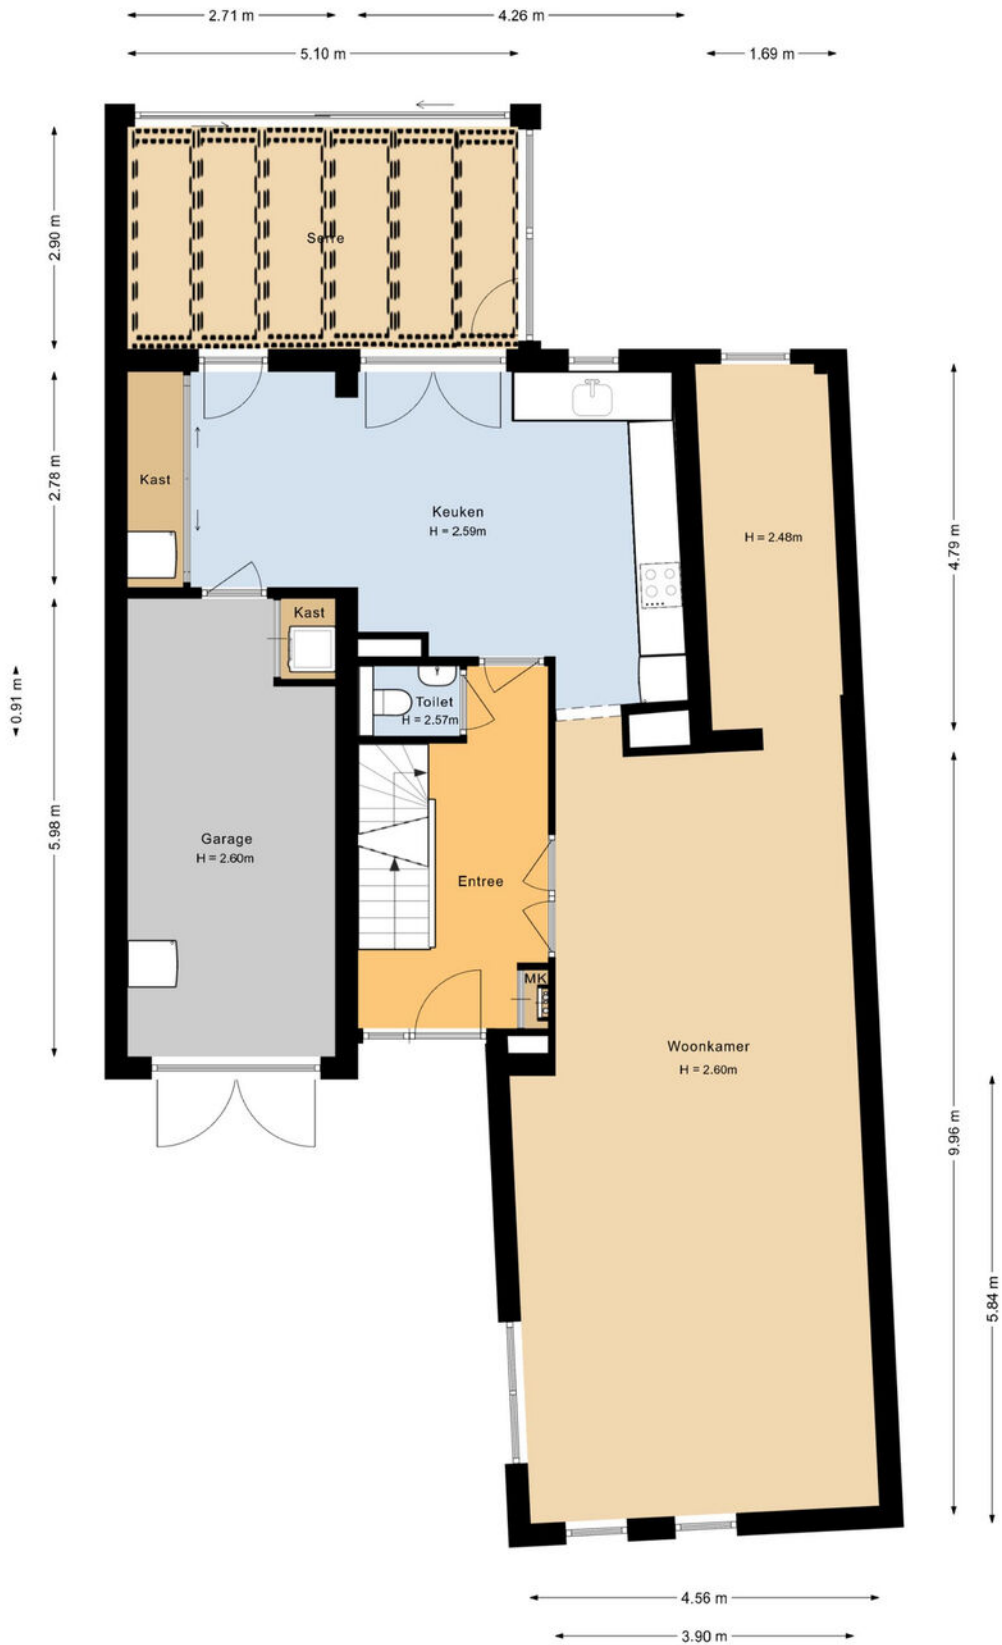 2.71 m
4.26 m
5.10 m
1.69 m
2.90 m
Serre
2.78 m
Kast
Keuken
H = 2.59m
H = 2.48m
4.79 m
Kast
Toilet
H = 2.57m
0.91 m
5.98 m
Garage
H = 2.60m
Entree
MK
Woonkamer
H = 2.60m
9.96 m
5.84 m
4.56 m
3.90 m